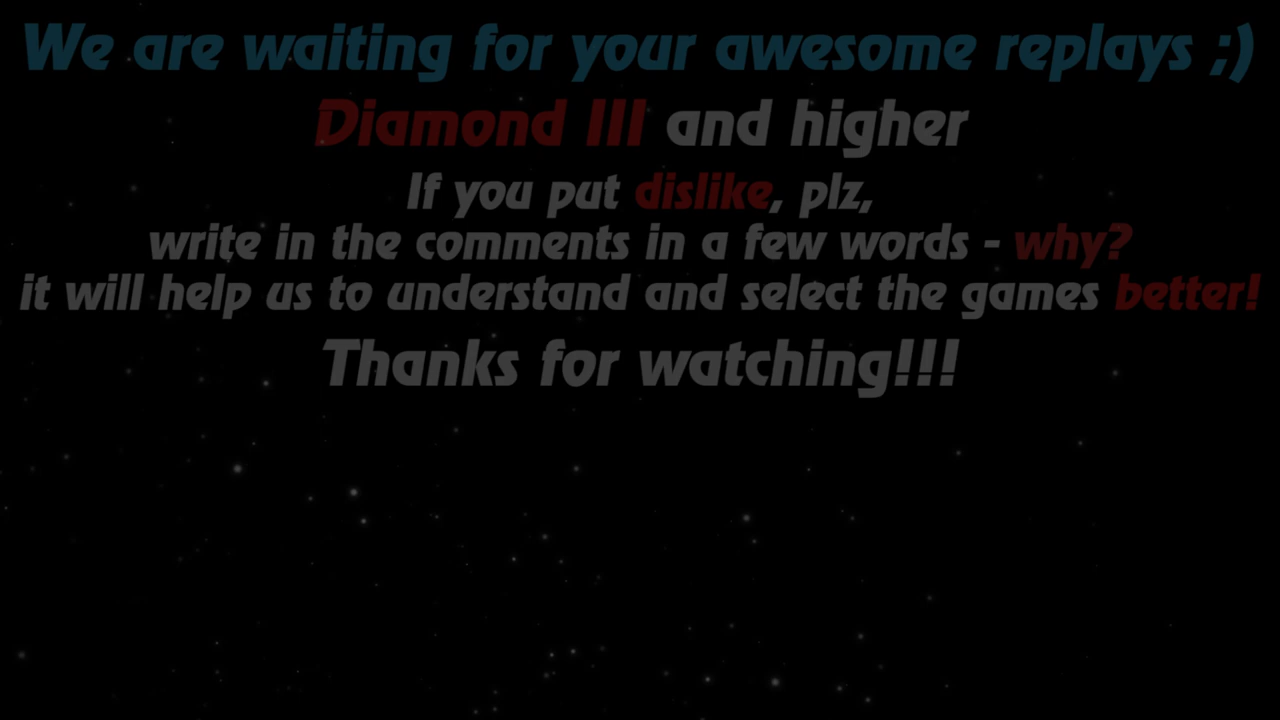 We are waiting for your awesome replays ;)
Diamond III and higher
If you put dislike, plz,
write in the comments in a few words - why?
it will help us to understand and select the games better!
Thanks for watching!!!